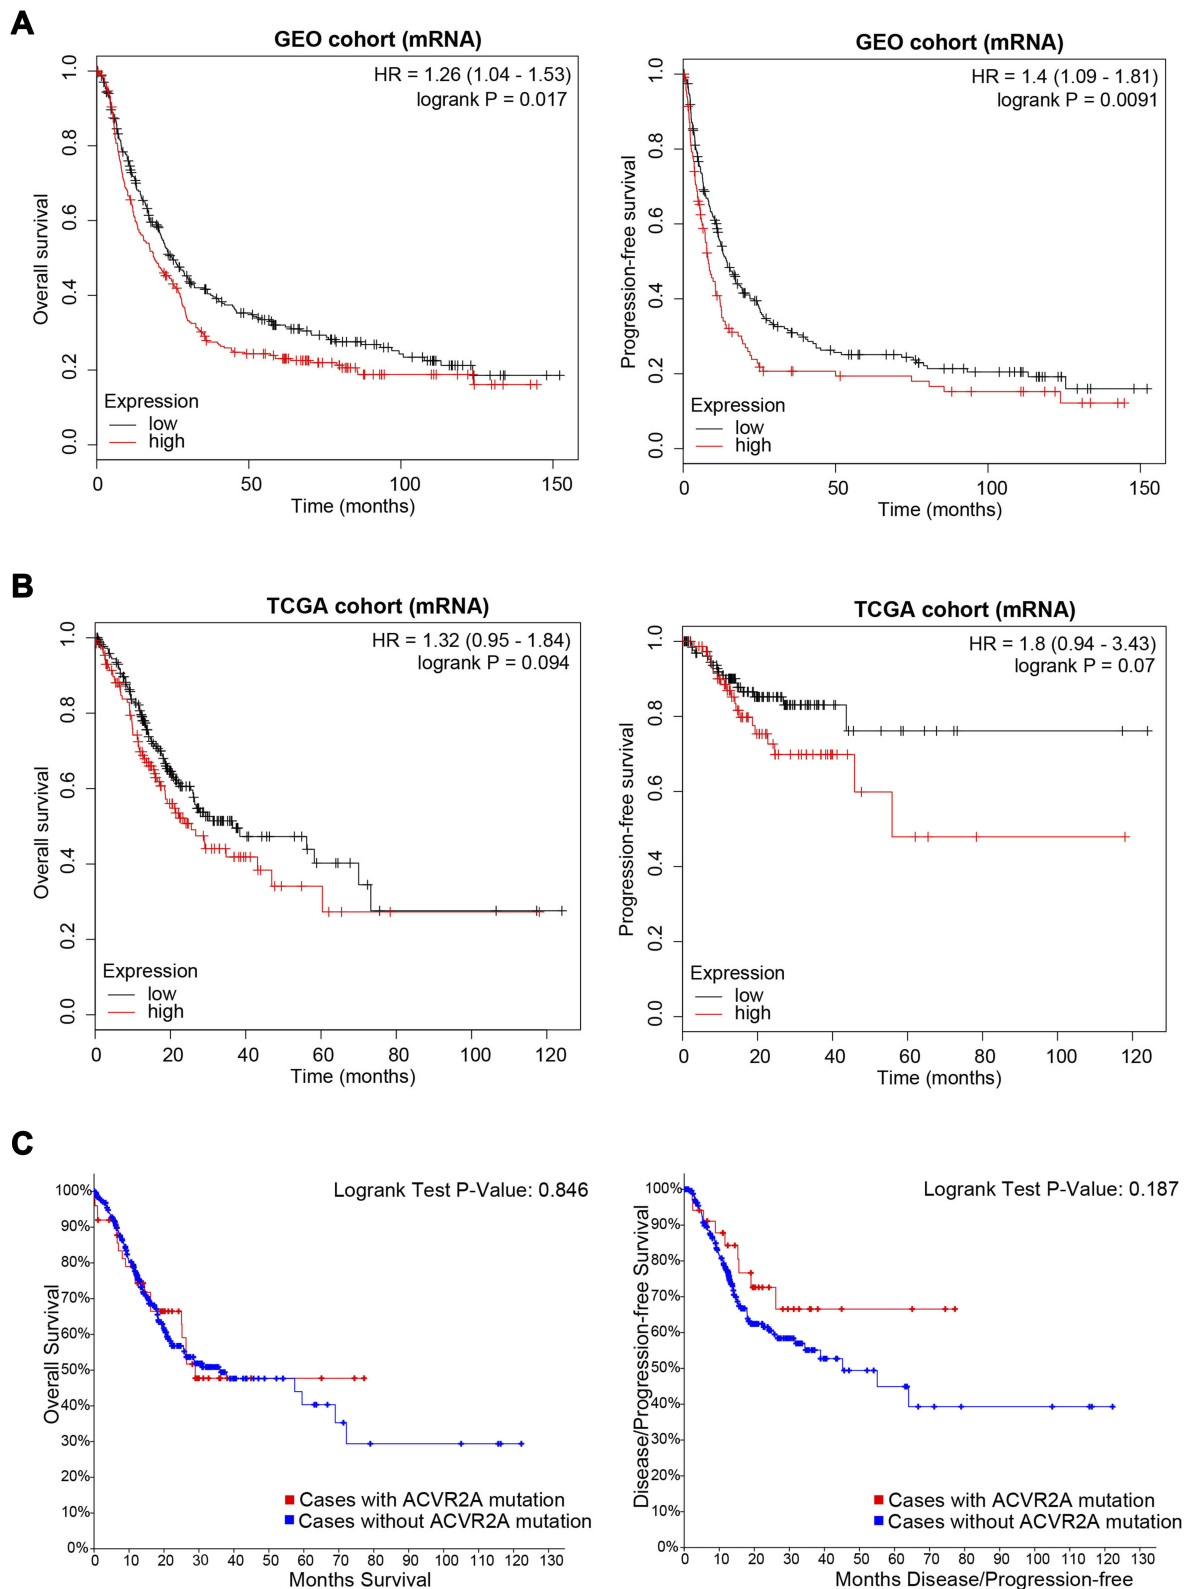 A
GEO cohort (mRNA)
HR = 1.26 (1.04 - 1.53)
logrank P = 0.017
Overall survival
1.0
0.8
0.6
0.4
0.2
0.0
Expression
low
high
0 50 100 150
Time (months)
GEO cohort (mRNA)
HR = 1.4 (1.09 - 1.81)
logrank P = 0.0091
Progression-free survival
1.0
0.8
0.6
0.4
0.2
0.0
Expression
low
high
0 50 100 150
Time (months)
B
TCGA cohort (mRNA)
HR = 1.32 (0.95 - 1.84)
logrank P = 0.094
Overall survival
1.0
0.8
0.6
0.4
0.2
0.0
Expression
low
high
0 20 40 60 80 100 120
Time (months)
TCGA cohort (mRNA)
HR = 1.8 (0.94 - 3.43)
logrank P = 0.07
Progression-free survival
1.0
0.8
0.6
0.4
0.2
0.0
Expression
low
high
0 20 40 60 80 100 120
Time (months)
C
Logrank Test P-Value: 0.846
Overall Survival
100%
90%
80%
70%
60%
50%
40%
30%
20%
10%
0%
Cases with ACVR2A mutation
Cases without ACVR2A mutation
0 10 20 30 40 50 60 70 80 90 100 110 120 130
Months Survival
Logrank Test P-Value: 0.187
Disease/Progression-free Survival
100%
90%
80%
70%
60%
50%
40%
30%
20%
10%
0%
Cases with ACVR2A mutation
Cases without ACVR2A mutation
0 10 20 30 40 50 60 70 80 90 100 110 120 130
Months Disease/Progression-free